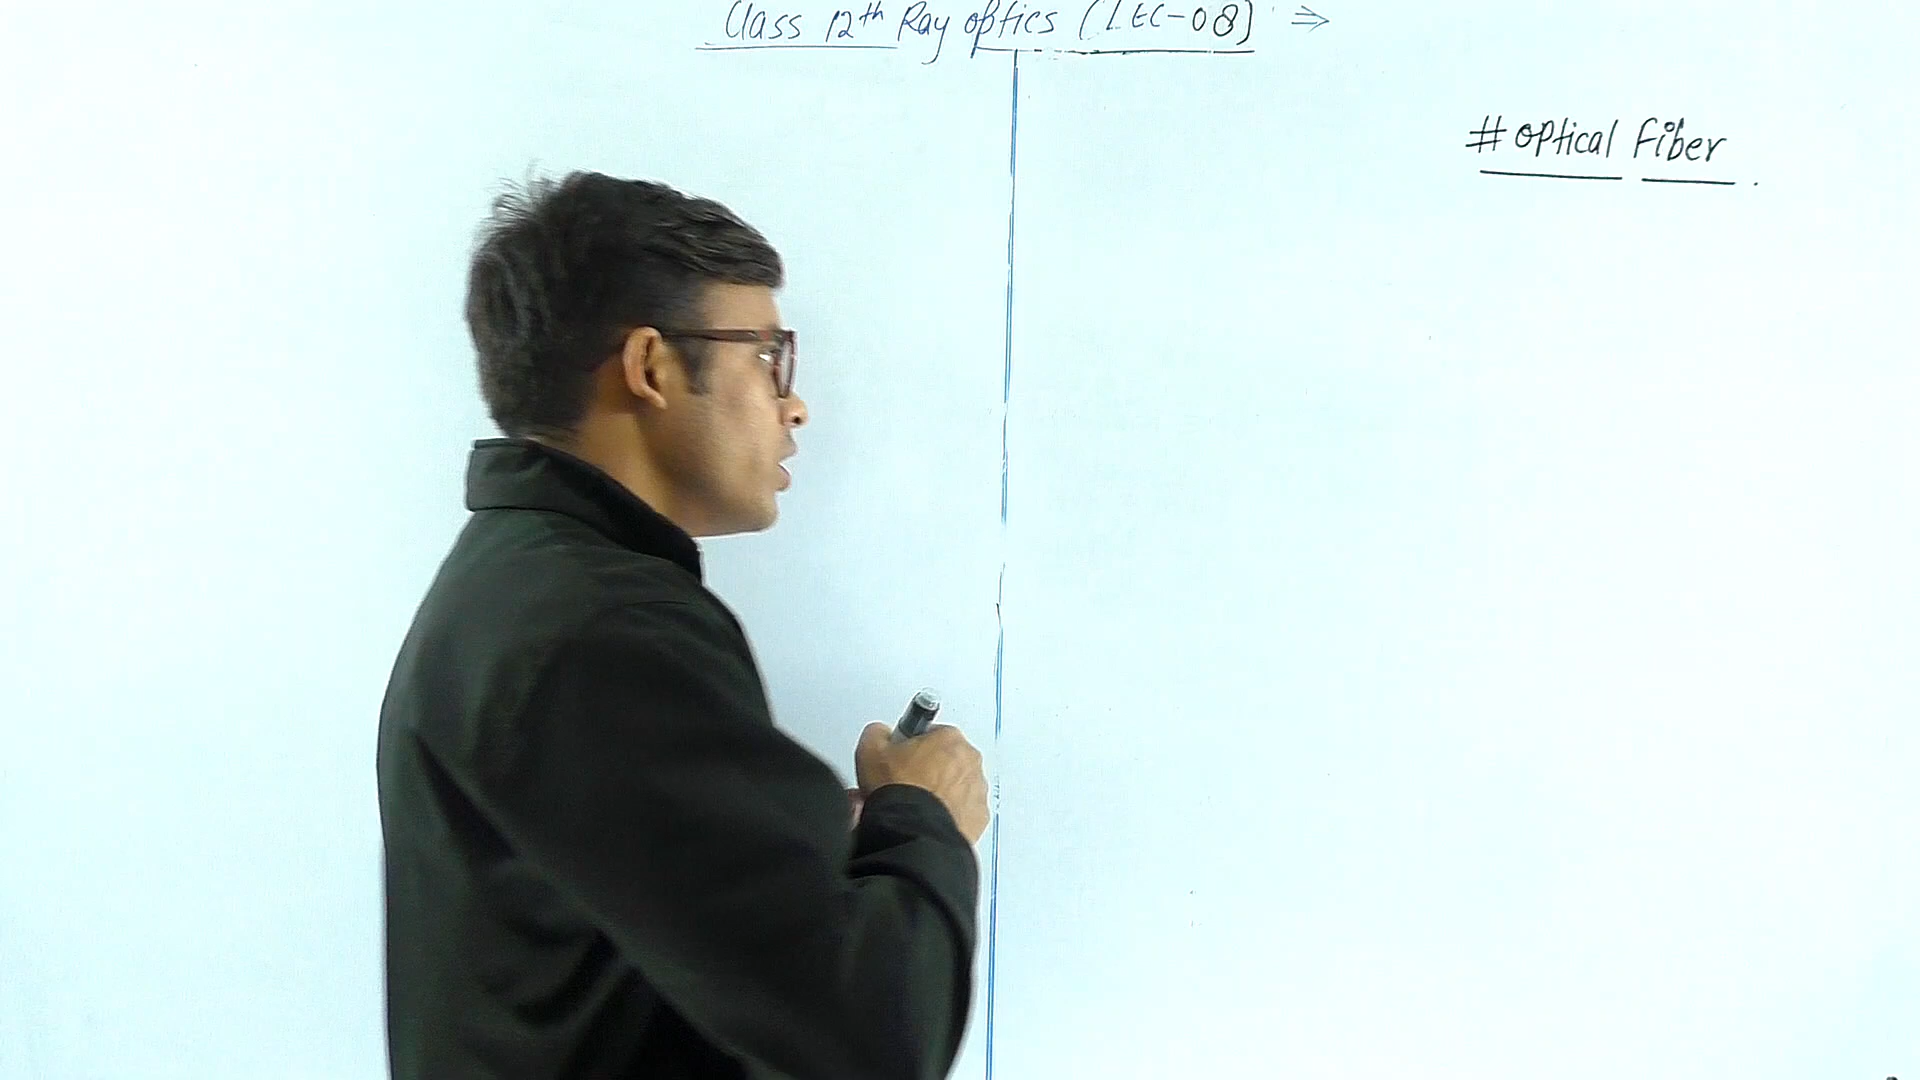 Class 12th Ray optics (LEC-08) ⇒
# optical Fiber.